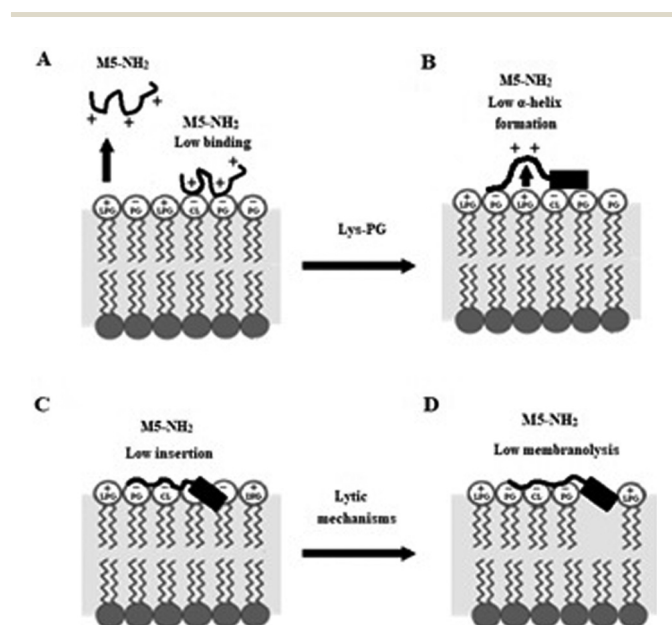 A
M5-NH₂
+ + + +
M5-NH₂
Low binding
+ + +
+ − + − − −
LPG PG LPG CL PG PG
Lys-PG
B
M5-NH₂
Low α-helix
formation
+ +
+ − + − − −
LPG PG LPG CL PG PG
C
M5-NH₂
Low insertion
LPG PG CL LPG
Lytic
mechanisms
D
M5-NH₂
Low membranolysis
LPG PG CL PG LPG